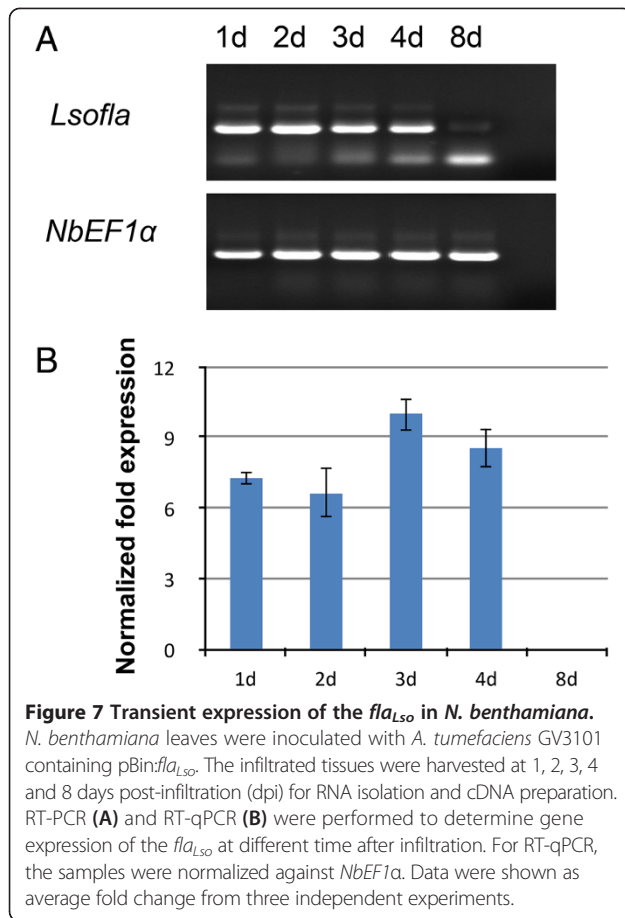 A
1d 2d 3d 4d 8d
Lsofla
NbEF1α
B
Normalized fold expression
12
9
6
3
0
1d 2d 3d 4d 8d
Figure 7 Transient expression of the flaLso in N. benthamiana.
N. benthamiana leaves were inoculated with A. tumefaciens GV3101
containing pBin:flaLso. The infiltrated tissues were harvested at 1, 2, 3, 4
and 8 days post-infiltration (dpi) for RNA isolation and cDNA preparation.
RT-PCR (A) and RT-qPCR (B) were performed to determine gene
expression of the flaLso at different time after infiltration. For RT-qPCR,
the samples were normalized against NbEF1α. Data were shown as
average fold change from three independent experiments.